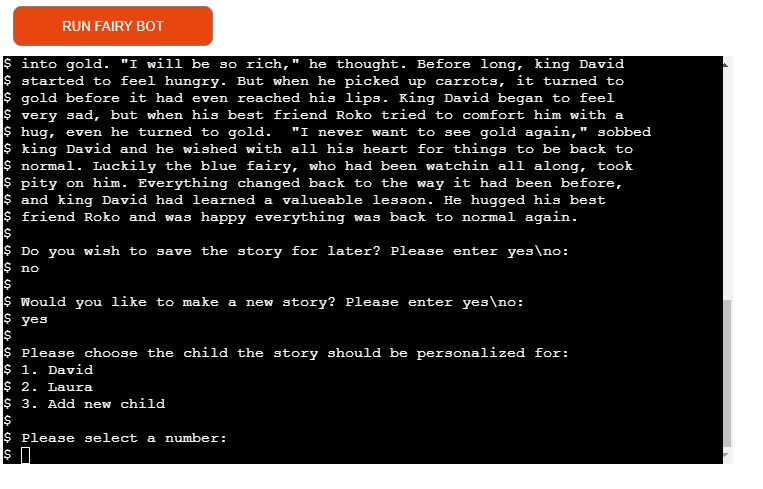 RUN FAIRY BOT
$ into gold. "I will be so rich," he thought. Before long, king David
$ started to feel hungry. But when he picked up carrots, it turned to
$ gold before it had even reached his lips. King David began to feel
$ very sad, but when his best friend Roko tried to comfort him with a
$ hug, even he turned to gold.  "I never want to see gold again," sobbed
$ king David and he wished with all his heart for things to be back to
$ normal. Luckily the blue fairy, who had been watchin all along, took
$ pity on him. Everything changed back to the way it had been before,
$ and king David had learned a valueable lesson. He hugged his best
$ friend Roko and was happy everything was back to normal again.
$
$ Do you wish to save the story for later? Please enter yes\no:
$ no
$
$ Would you like to make a new story? Please enter yes\no:
$ yes
$
$ Please choose the child the story should be personalized for:
$ 1. David
$ 2. Laura
$ 3. Add new child
$
$ Please select a number:
$